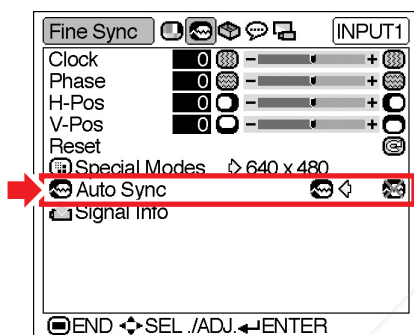 Fine Sync INPUT1
Clock 0 - +
Phase 0 - +
H-Pos 0 - +
V-Pos 0 - +
Reset
Special Modes 640 x 480
Auto Sync
Signal Info
END SEL./ADJ. ENTER